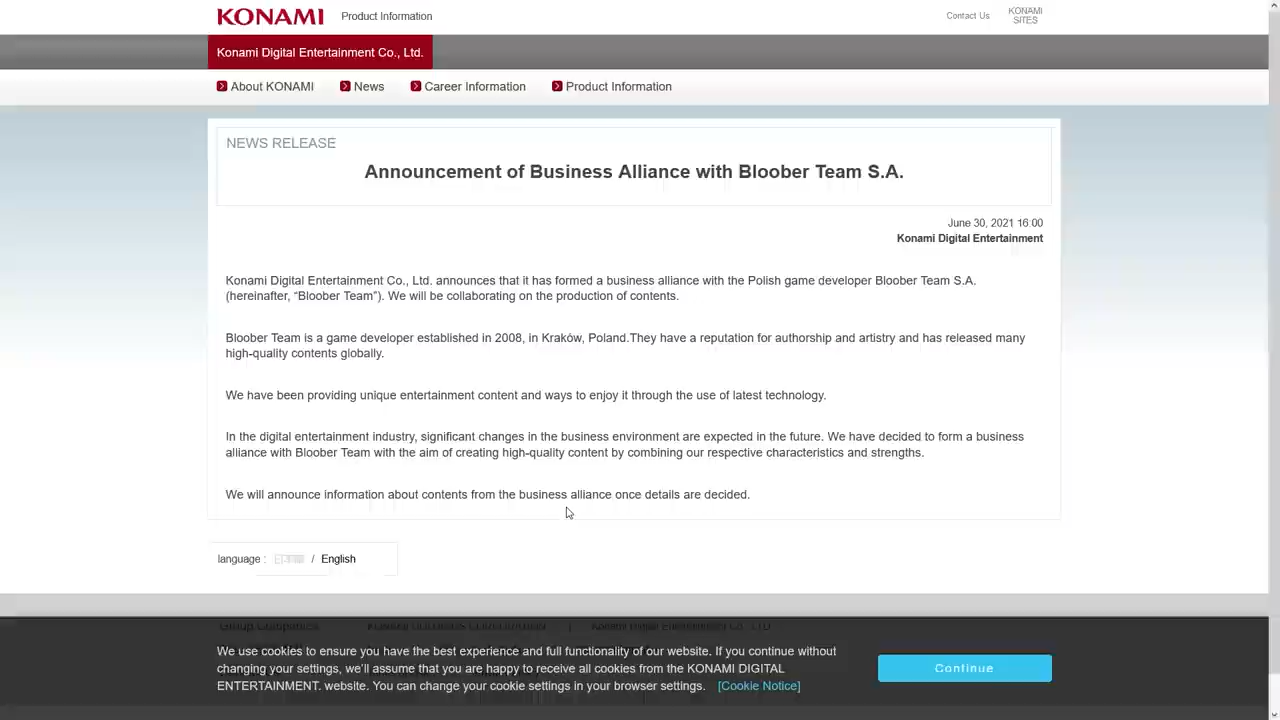 KONAMI Product Information
Contact Us
KONAMI
SITES
Konami Digital Entertainment Co., Ltd.
About KONAMI
News
Career Information
Product Information
NEWS RELEASE
Announcement of Business Alliance with Bloober Team S.A.
June 30, 2021 16:00
Konami Digital Entertainment
Konami Digital Entertainment Co., Ltd. announces that it has formed a business alliance with the Polish game developer Bloober Team S.A.
(hereinafter, “Bloober Team”). We will be collaborating on the production of contents.
Bloober Team is a game developer established in 2008, in Kraków, Poland.They have a reputation for authorship and artistry and has released many
high-quality contents globally.
We have been providing unique entertainment content and ways to enjoy it through the use of latest technology.
In the digital entertainment industry, significant changes in the business environment are expected in the future. We have decided to form a business
alliance with Bloober Team with the aim of creating high-quality content by combining our respective characteristics and strengths.
We will announce information about contents from the business alliance once details are decided.
language : / English
We use cookies to ensure you have the best experience and full functionality of our website. If you continue without
changing your settings, we’ll assume that you are happy to receive all cookies from the KONAMI DIGITAL
ENTERTAINMENT. website. You can change your cookie settings in your browser settings. [Cookie Notice]
Continue